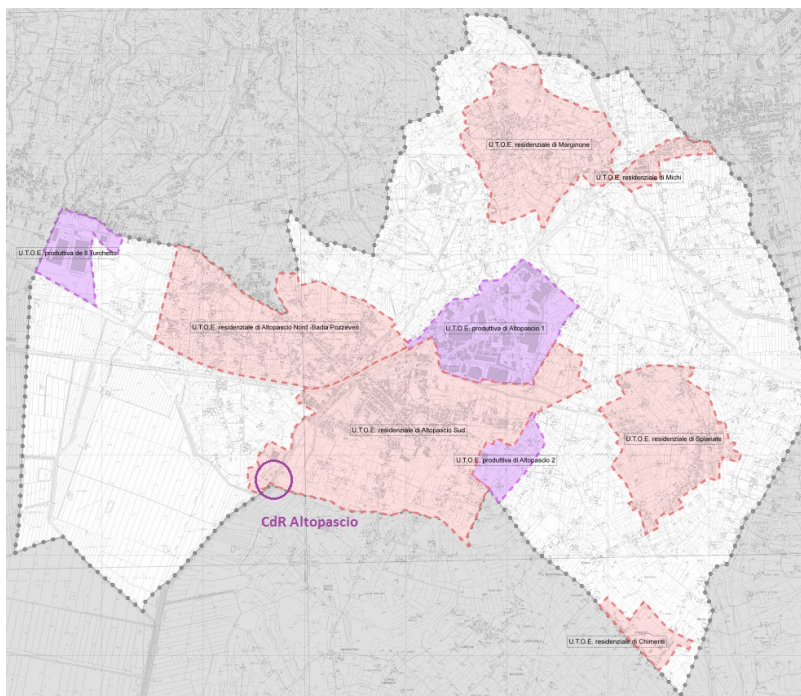 U.T.O.E. residenziale di Marginone
U.T.O.E. residenziale di Michi
U.T.O.E. produttiva de Il Turchetto
U.T.O.E. residenziale di Altopascio Nord -Badia Pozzeveri
U.T.O.E. produttiva di Altopascio 1
U.T.O.E. residenziale di Altopascio Sud
U.T.O.E. residenziale di Spianate
U.T.O.E. produttiva di Altopascio 2
CdR Altopascio
U.T.O.E. residenziale di Chimenti